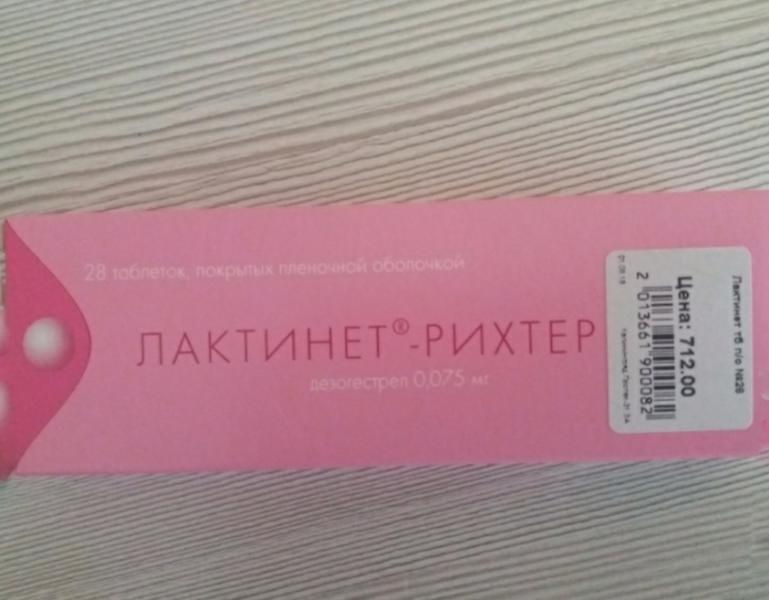 28 таблеток, покрытых пленочной оболочкой
ЛАКТИНЕТ®-РИХТЕР
дезогестрел 0,075 мг
Лактинет тб п/о №28
Цена: 712.00
2 013661 900082